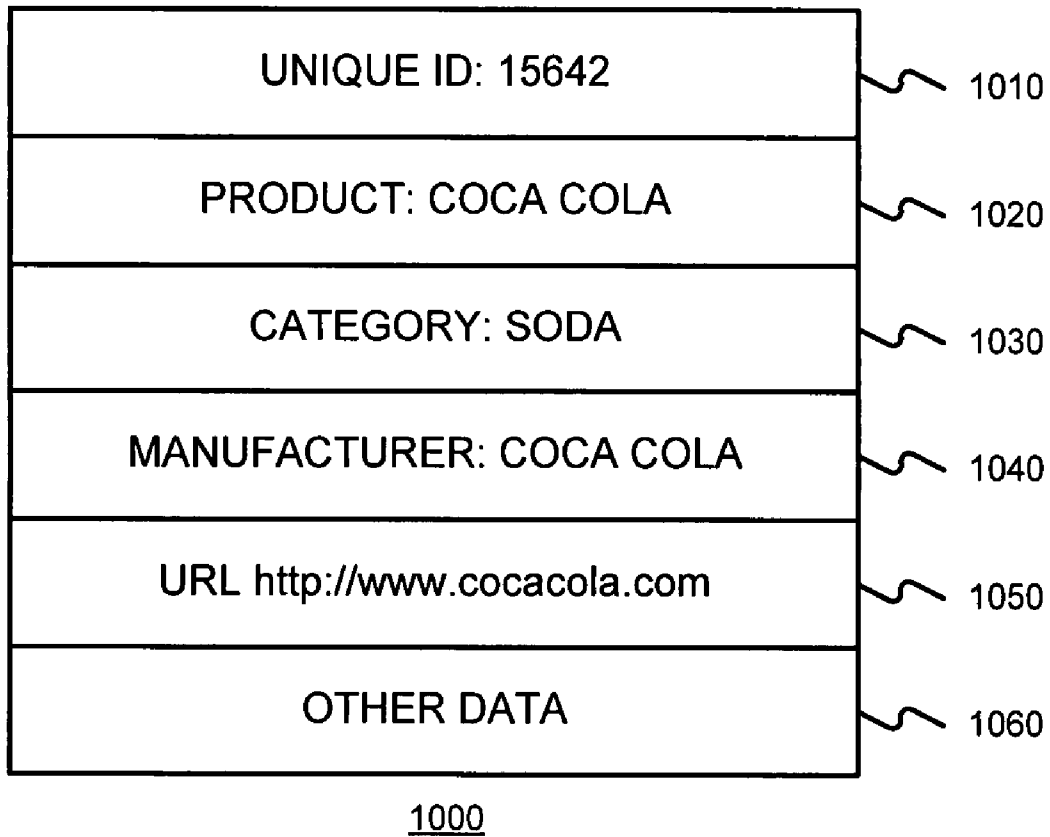 UNIQUE ID: 15642
1010
PRODUCT: COCA COLA
1020
CATEGORY: SODA
1030
MANUFACTURER: COCA COLA
1040
URL http://www.cocacola.com
1050
OTHER DATA
1060
1000